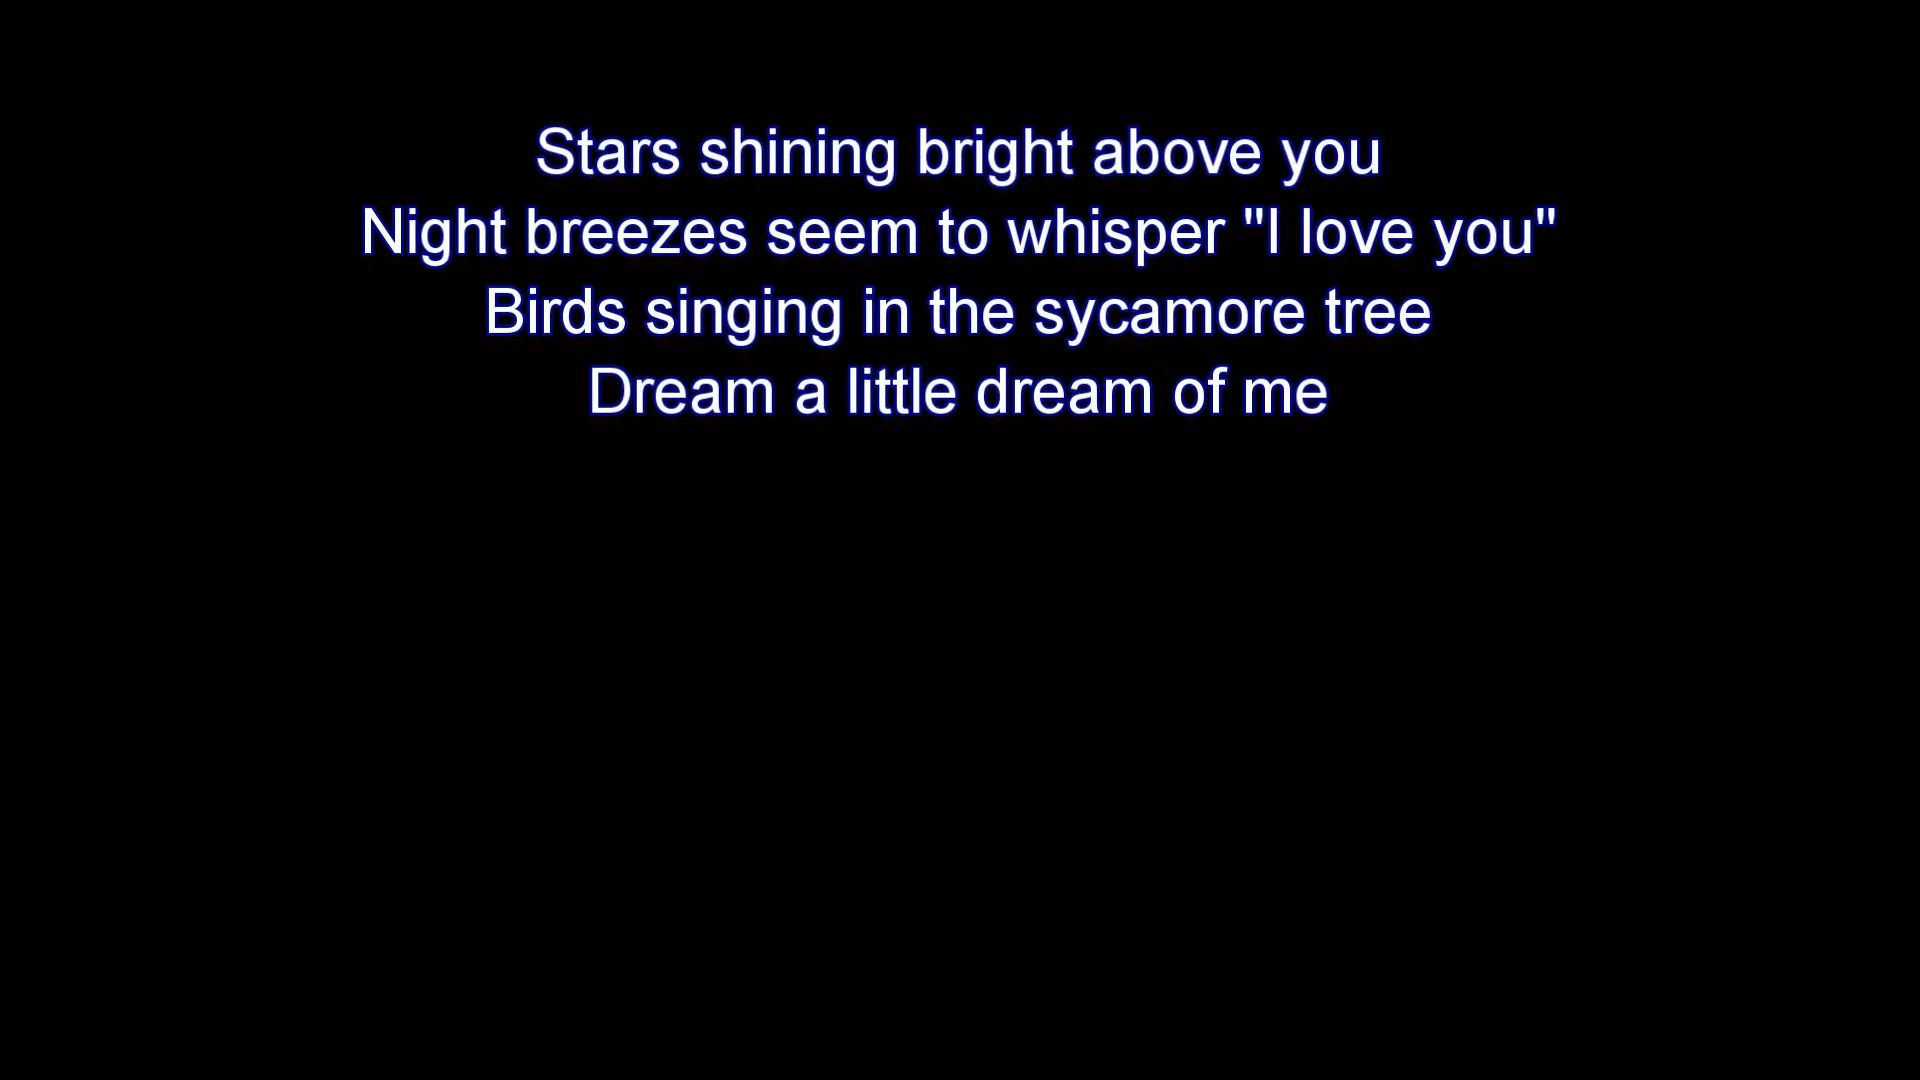 Stars shining bright above you
Night breezes seem to whisper "I love you"
Birds singing in the sycamore tree
Dream a little dream of me